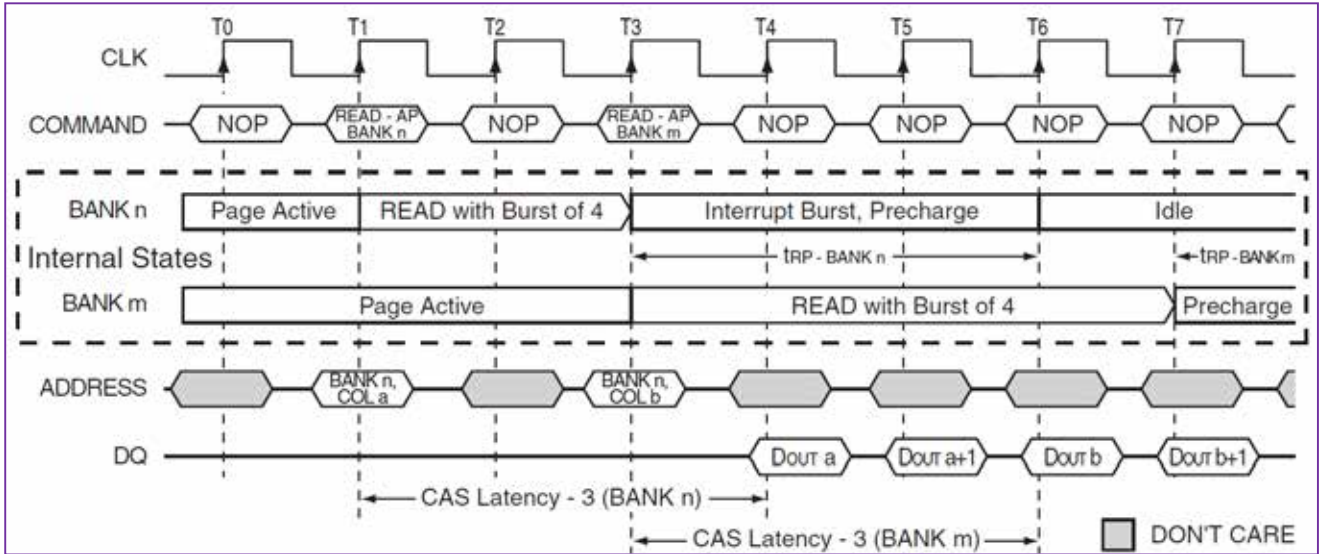 T0 T1 T2 T3 T4 T5 T6 T7
CLK
COMMAND NOP READ - AP BANK n NOP READ - AP BANK m NOP NOP NOP NOP
BANK n Page Active READ with Burst of 4 Interrupt Burst, Precharge Idle
Internal States tRP - BANK n tRP - BANK m
BANK m Page Active READ with Burst of 4 Precharge
ADDRESS BANK n, COL a BANK n, COL b
DQ DOUT a DOUT a+1 DOUT b DOUT b+1
CAS Latency - 3 (BANK n)
CAS Latency - 3 (BANK m) DON'T CARE